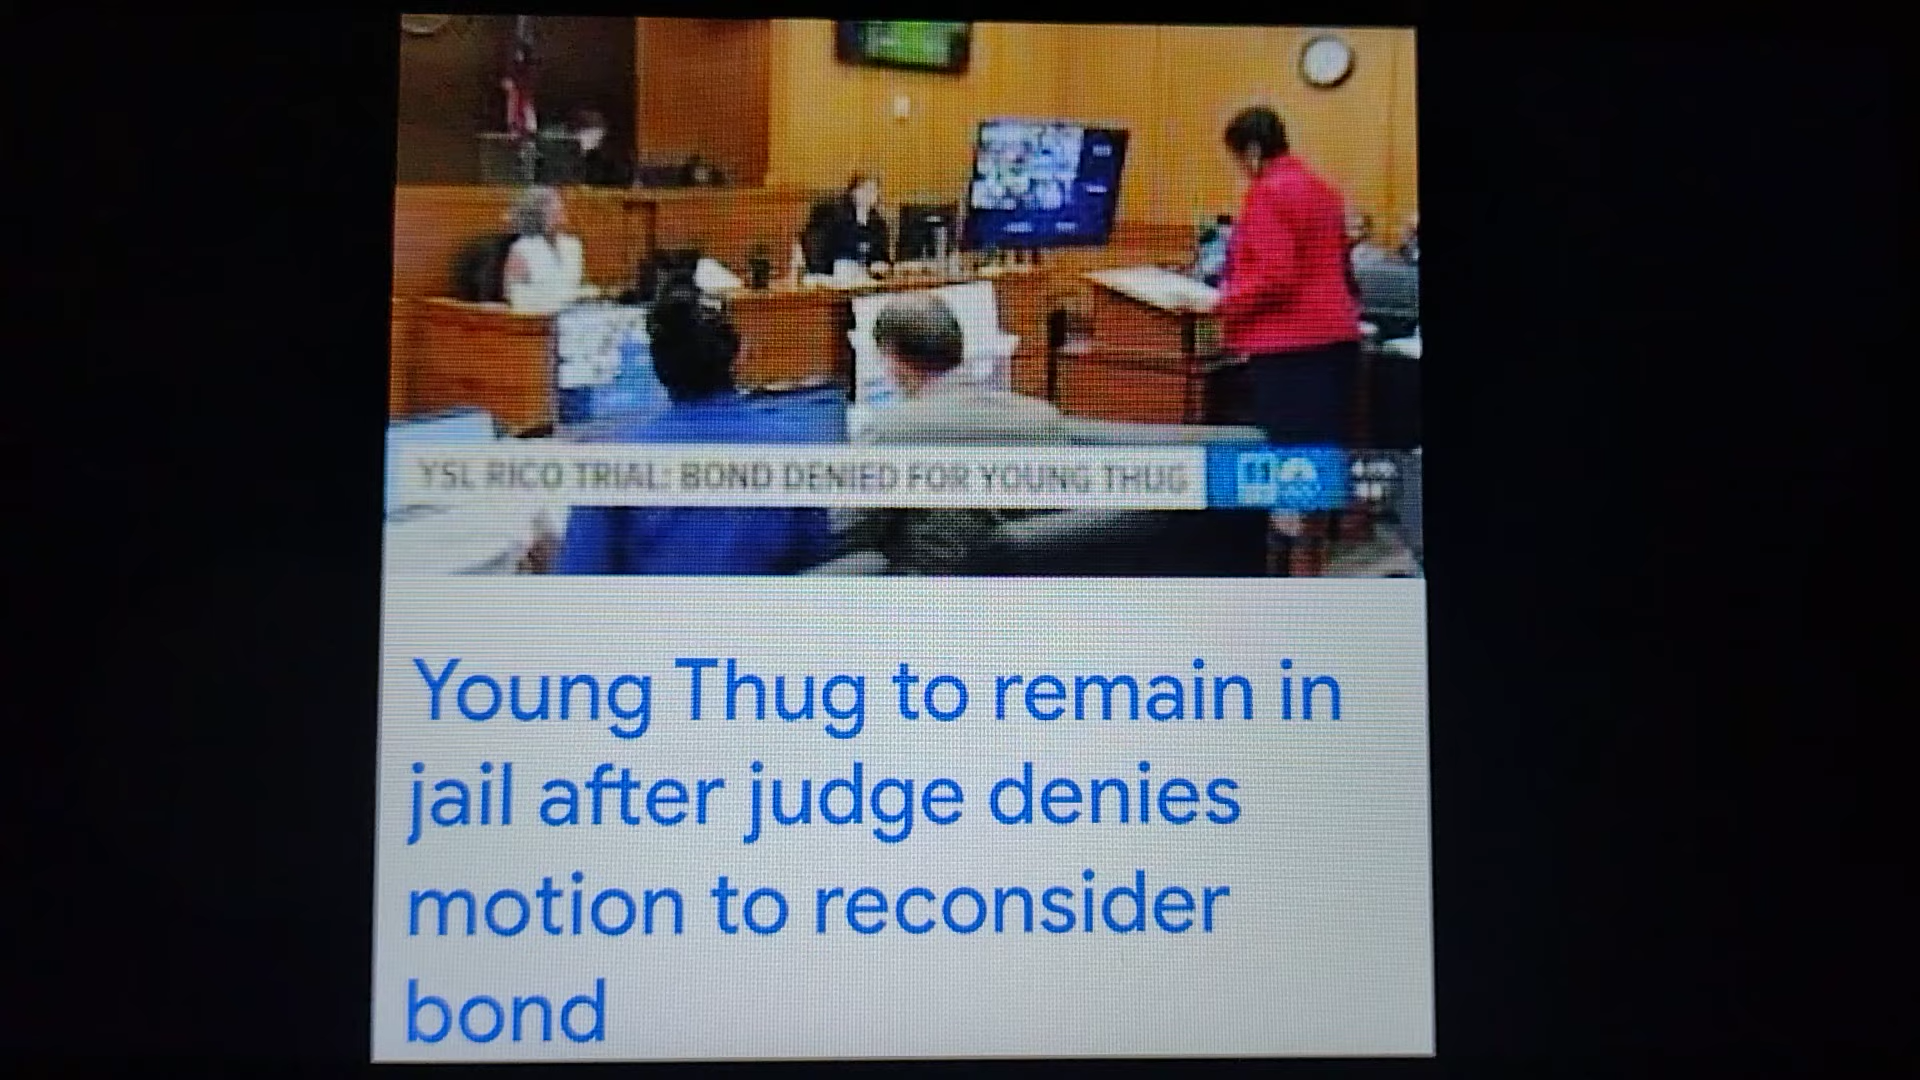 YSL RICO TRIAL: BOND DENIED FOR YOUNG THUG
11
Young Thug to remain in
jail after judge denies
motion to reconsider
bond